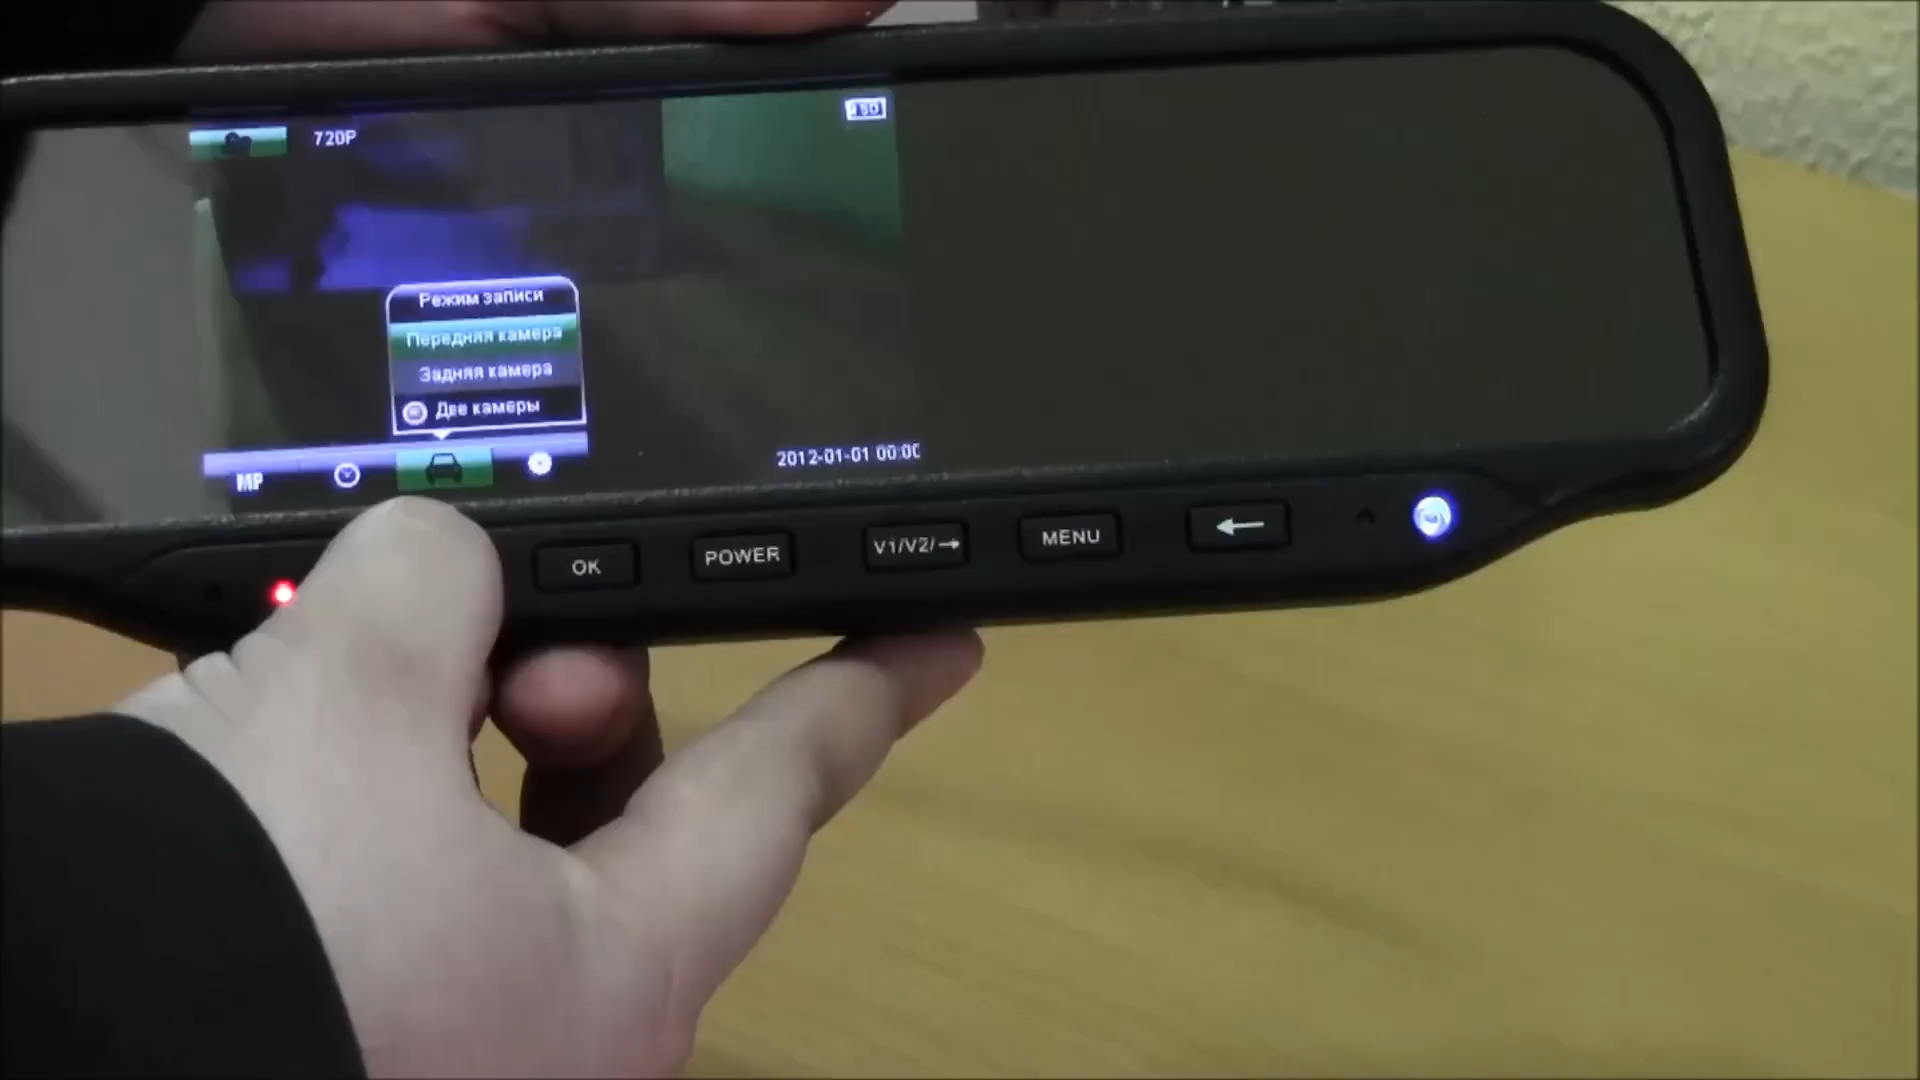 720P
SD
Режим записи
Передняя камера
Задняя камера
Две камеры
MP
2012-01-01 00:00
OK
POWER
V1/V2/→
MENU
←